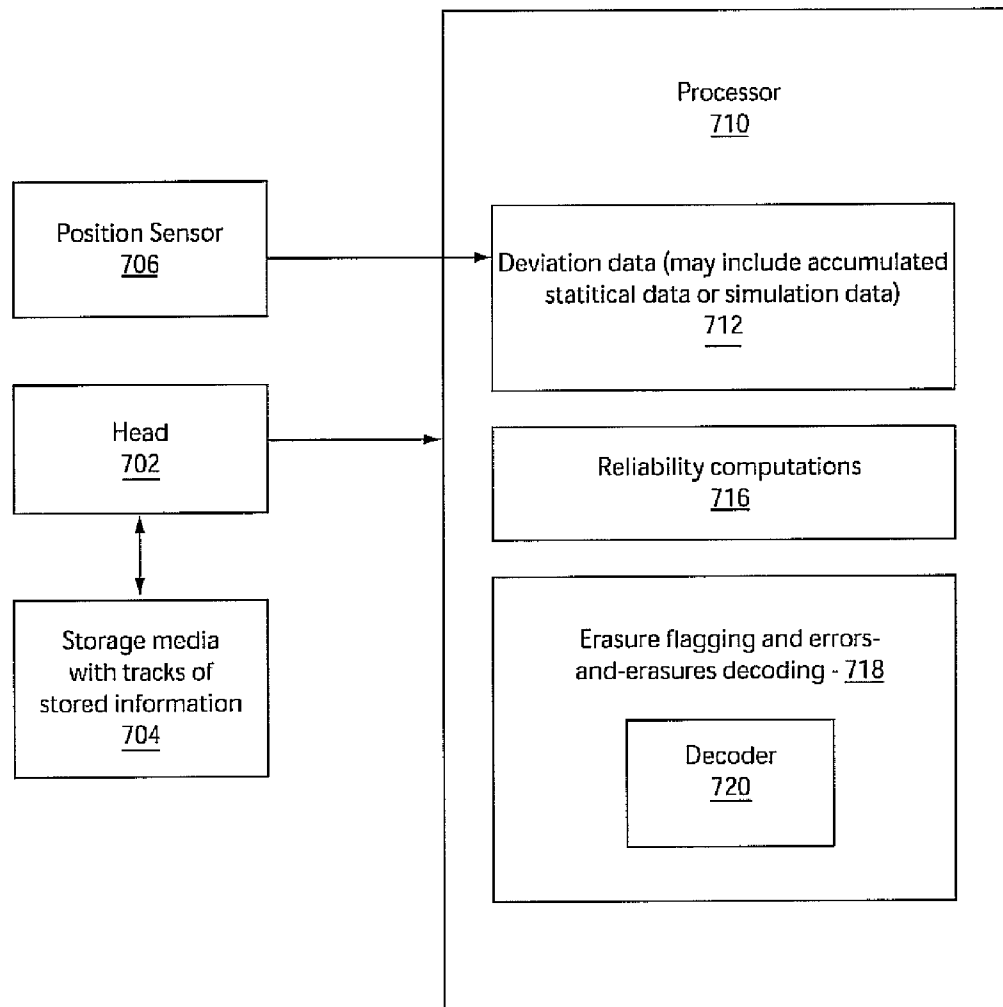 Processor
710
Position Sensor
706
Deviation data (may include accumulated
statitical data or simulation data)
712
Head
702
Reliability computations
716
Storage media
with tracks of
stored information
704
Erasure flagging and errors-
and-erasures decoding - 718
Decoder
720